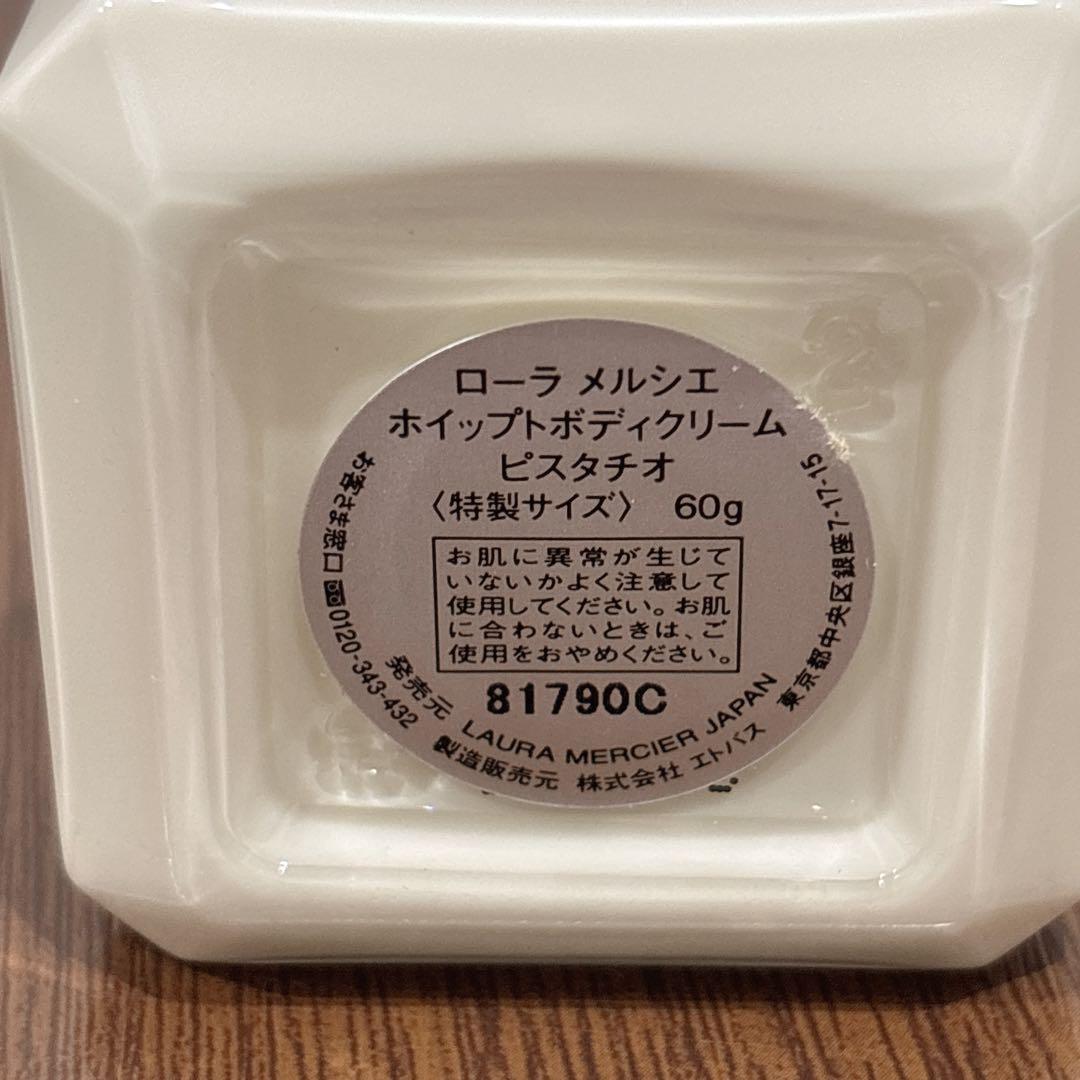 ローラ メルシエ
ホイップトボディクリーム
ピスタチオ
〈特製サイズ〉 60g
お肌に異常が生じて
いないかよく注意して
使用してください。お肌
に合わないときは、ご
使用をおやめください。
81790C
お客さま窓口 0120-343-432
発売元 LAURA MERCIER JAPAN
製造販売元 株式会社 エトバス 東京都中央区銀座7-17-15